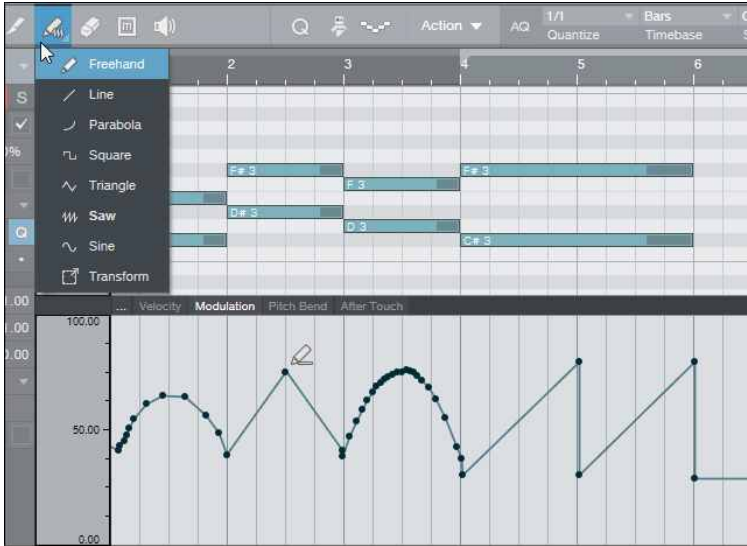 Q Action AQ 1/1 Bars
Quantize Timebase
Freehand 2 3 4 5 6
S Line
Parabola
Square
F# 3 F# 3
Triangle F 3
Saw D# 3
Q Sine D 3
C# 3
Transform
... Velocity Modulation Pitch Bend After Touch
100.00
50.00
0.00